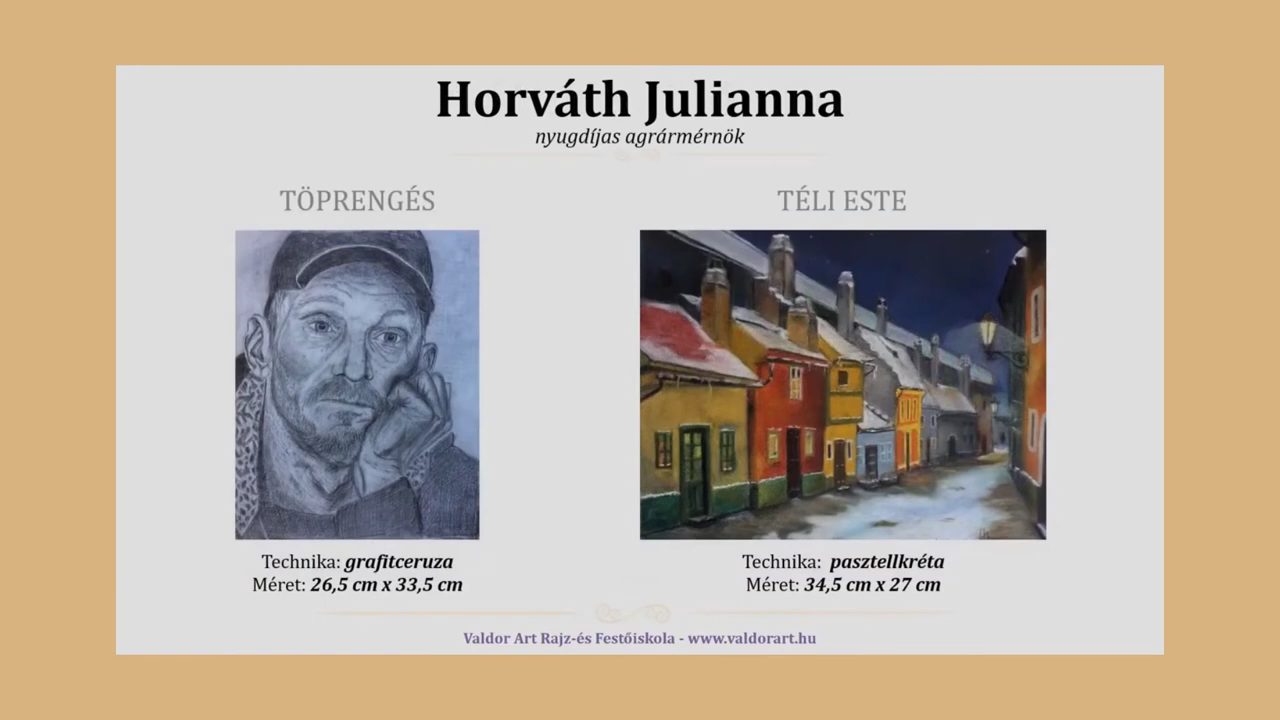 Horváth Julianna
nyugdíjas agrármérnök
TÖPRENGÉS
TÉLI ESTE
Technika: grafitceruza
Méret: 26,5 cm x 33,5 cm
Technika: pasztellkréta
Méret: 34,5 cm x 27 cm
Valdor Art Rajz-és Festőiskola - www.valdorart.hu